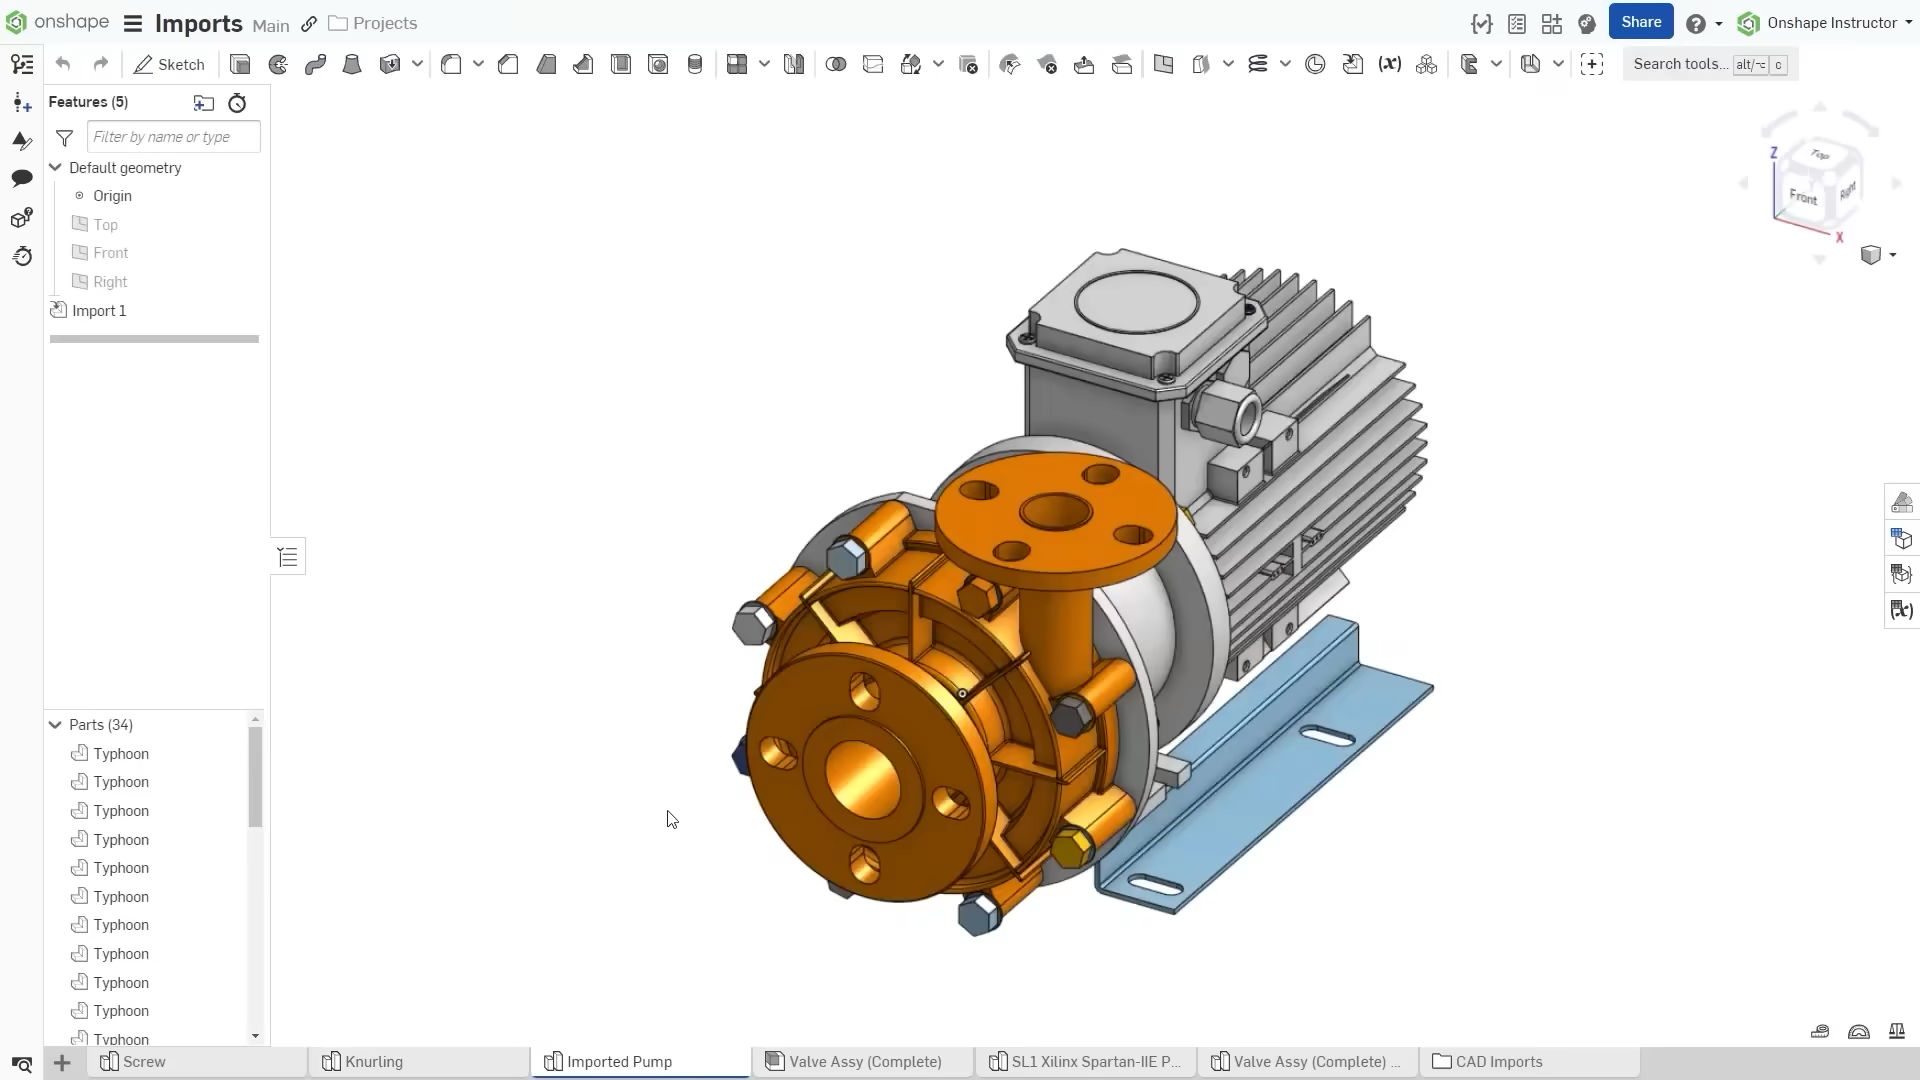 onshape Imports Main Projects Share Onshape Instructor
Sketch Search tools... alt/⌥ c
Features (5)
Filter by name or type
Default geometry
Origin
Top
Front
Right
Import 1
Top
Front
Right
Z
X
Parts (34)
Typhoon
Typhoon
Typhoon
Typhoon
Typhoon
Typhoon
Typhoon
Typhoon
Typhoon
Typhoon
Typhoon
Screw Knurling Imported Pump Valve Assy (Complete) SL1 Xilinx Spartan-IIE P... Valve Assy (Complete) ... CAD Imports